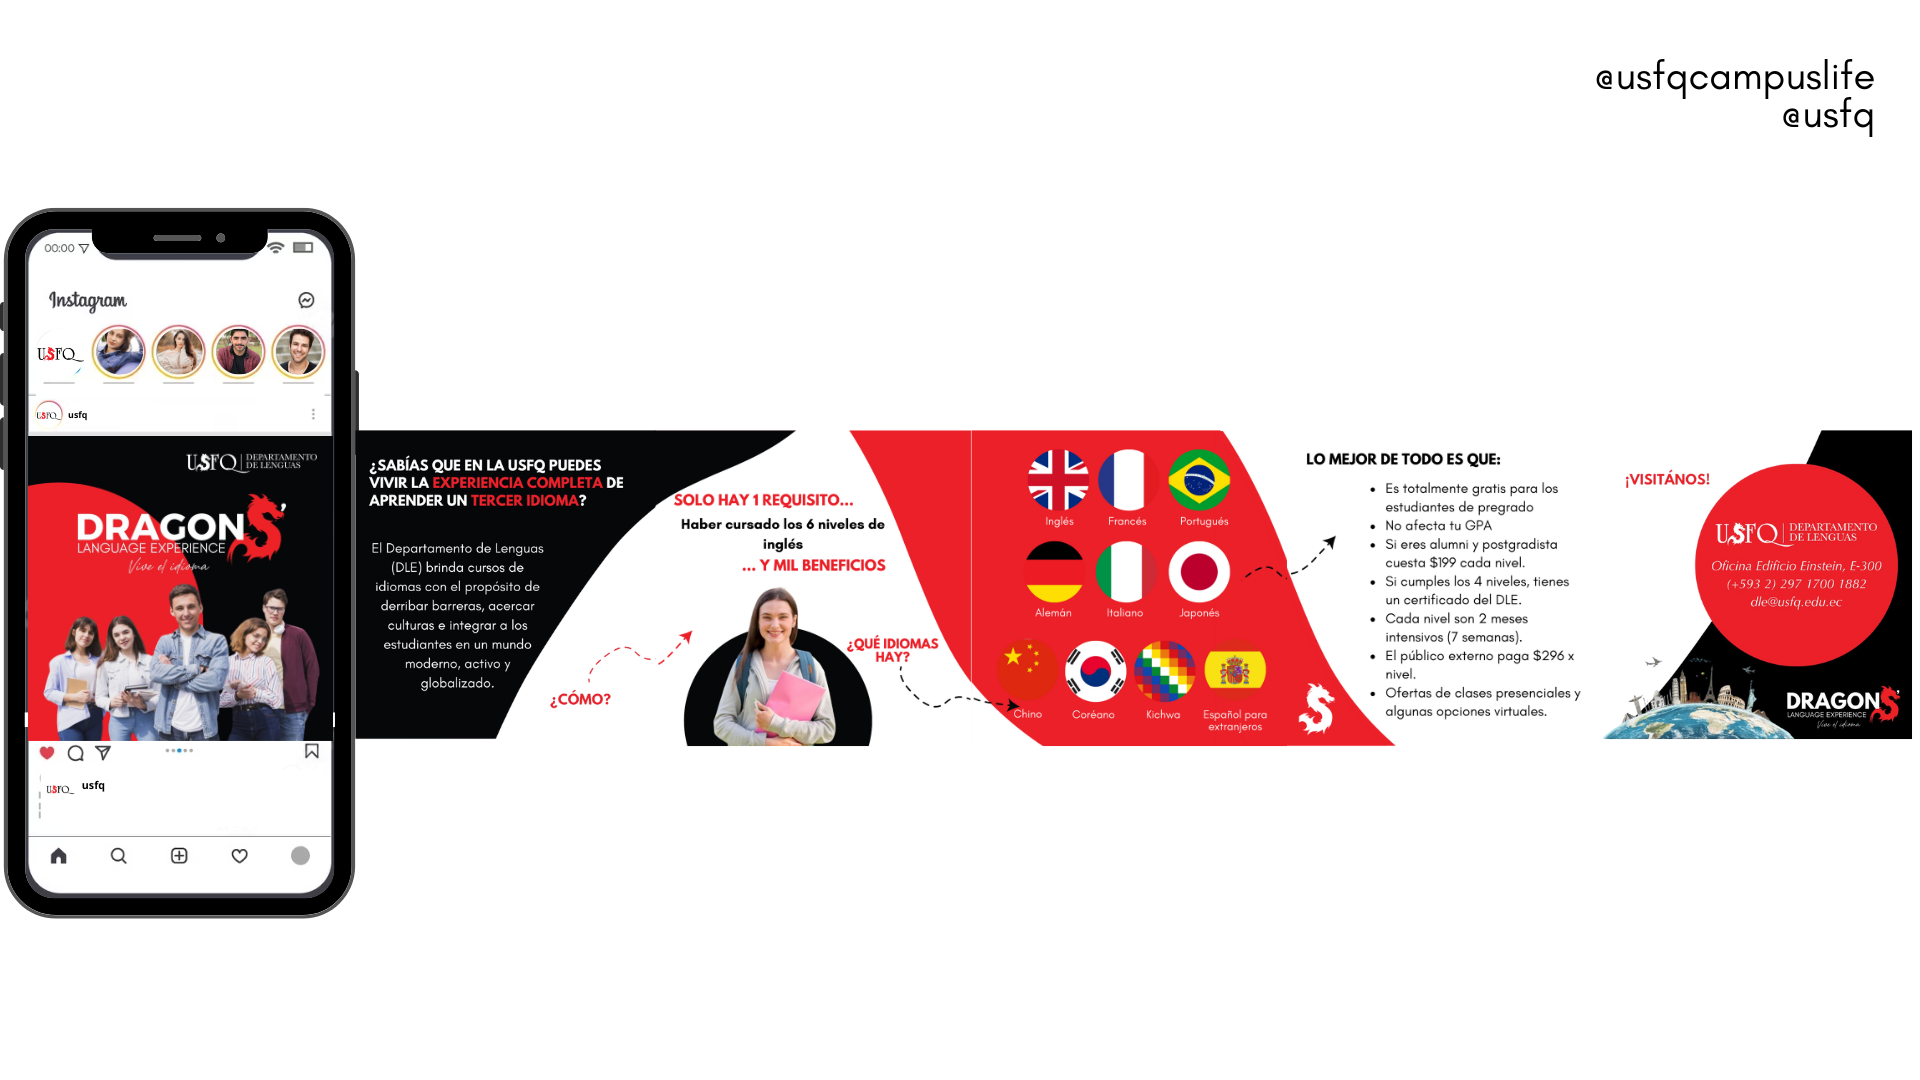 @usfqcampuslife
@usfq
00:00
Instagram
USFQ
USFQ usfq
USFQ DEPARTAMENTO
DE LENGUAS
DRAGONS'
LANGUAGE EXPERIENCE
Vive el idioma
USFQ usfq
¿SABÍAS QUE EN LA USFQ PUEDES
VIVIR LA EXPERIENCIA COMPLETA DE
APRENDER UN TERCER IDIOMA?
El Departamento de Lenguas
(DLE) brinda cursos de
idiomas con el propósito de
derribar barreras, acercar
culturas e integrar a los
estudiantes en un mundo
moderno, activo y
globalizado.
¿CÓMO?
SOLO HAY 1 REQUISITO...
Haber cursado los 6 niveles de
inglés
... Y MIL BENEFICIOS
¿QUÉ IDIOMAS
HAY?
Inglés Francés Portugués
Alemán Italiano Japonés
Chino Coréano Kichwa Español para
extranjeros
LO MEJOR DE TODO ES QUE:
• Es totalmente gratis para los
estudiantes de pregrado
• No afecta tu GPA
• Si eres alumni y postgradista
cuesta $199 cada nivel.
• Si cumples los 4 niveles, tienes
un certificado del DLE.
• Cada nivel son 2 meses
intensivos (7 semanas).
• El público externo paga $296 x
nivel.
• Ofertas de clases presenciales y
algunas opciones virtuales.
¡VISITÁNOS!
USFQ DEPARTAMENTO
DE LENGUAS
Oficina Edificio Einstein, E-300
(+593 2) 297 1700 1882
dle@usfq.edu.ec
DRAGONS'
LANGUAGE EXPERIENCE
Vive el idioma